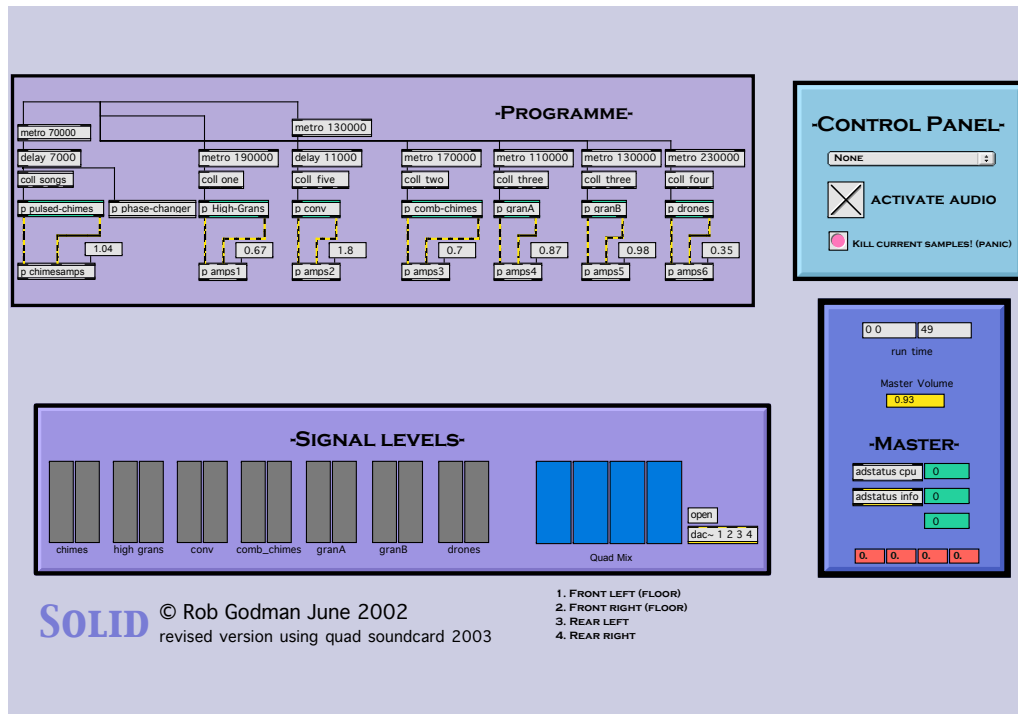 -PROGRAMME-
metro 70000
metro 130000
delay 7000
metro 190000
delay 11000
metro 170000
metro 110000
metro 130000
metro 230000
coll songs
coll one
coll five
coll two
coll three
coll three
coll four
p pulsed-chimes
p phase-changer
p High-Grans
p conv
p comb-chimes
p granA
p granB
p drones
1.04
0.67
1.8
0.7
0.87
0.98
0.35
p chimesamps
p amps1
p amps2
p amps3
p amps4
p amps5
p amps6
-CONTROL PANEL-
NONE
ACTIVATE AUDIO
KILL CURRENT SAMPLES! (PANIC)
0 0
49
run time
Master Volume
0.93
-MASTER-
adstatus cpu
0
adstatus info
0
0
0.
0.
0.
0.
-SIGNAL LEVELS-
chimes
high grans
conv
comb_chimes
granA
granB
drones
Quad Mix
open
dac~ 1 2 3 4
1. FRONT LEFT (FLOOR)
2. FRONT RIGHT (FLOOR)
3. REAR LEFT
4. REAR RIGHT
SOLID
© Rob Godman June 2002
revised version using quad soundcard 2003